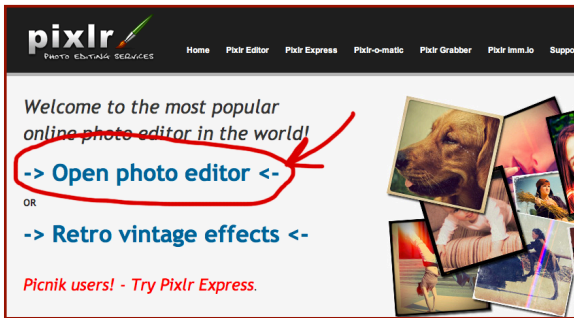 pixlr
PHOTO EDITING SERVICES
Home Pixlr Editor Pixlr Express Pixlr-o-matic Pixlr Grabber Pixlr imm.io Suppo
Welcome to the most popular
online photo editor in the world!
-> Open photo editor <-
OR
-> Retro vintage effects <-
Picnik users! - Try Pixlr Express.